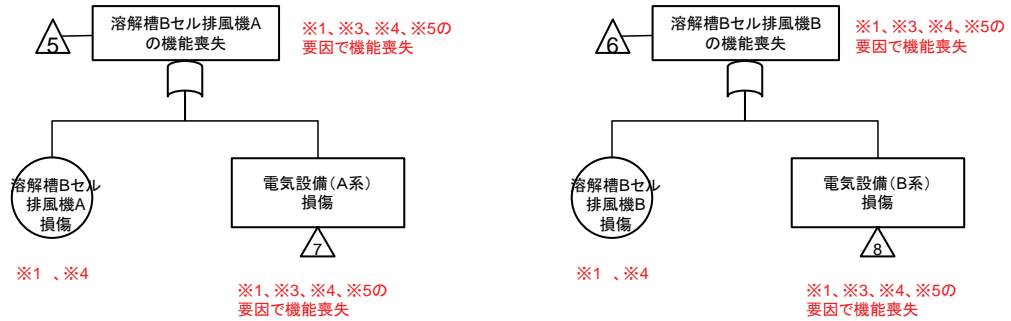 5
溶解槽Bセル排風機A
の機能喪失
※1、※3、※4、※5の
要因で機能喪失
溶解槽Bセル
排風機A
損傷
※1 、※4
電気設備(A系)
損傷
7
※1、※3、※4、※5の
要因で機能喪失
6
溶解槽Bセル排風機B
の機能喪失
※1、※3、※4、※5の
要因で機能喪失
溶解槽Bセル
排風機B
損傷
※1 、※4
電気設備(B系)
損傷
8
※1、※3、※4、※5の
要因で機能喪失